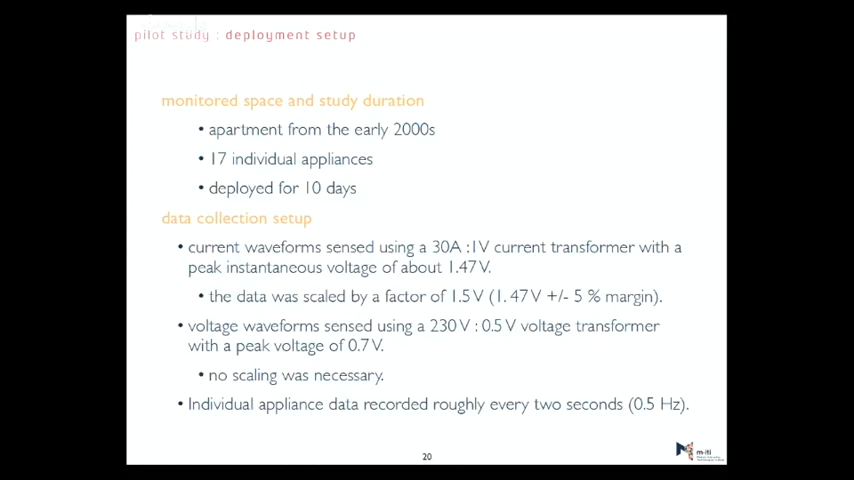 pilot study : deployment setup
monitored space and study duration
• apartment from the early 2000s
• 17 individual appliances
• deployed for 10 days
data collection setup
• current waveforms sensed using a 30A :1V current transformer with a
peak instantaneous voltage of about 1.47V.
• the data was scaled by a factor of 1.5V (1. 47V +/- 5 % margin).
• voltage waveforms sensed using a 230V : 0.5V voltage transformer
with a peak voltage of 0.7V.
• no scaling was necessary.
• Individual appliance data recorded roughly every two seconds (0.5 Hz).
m-iti
20